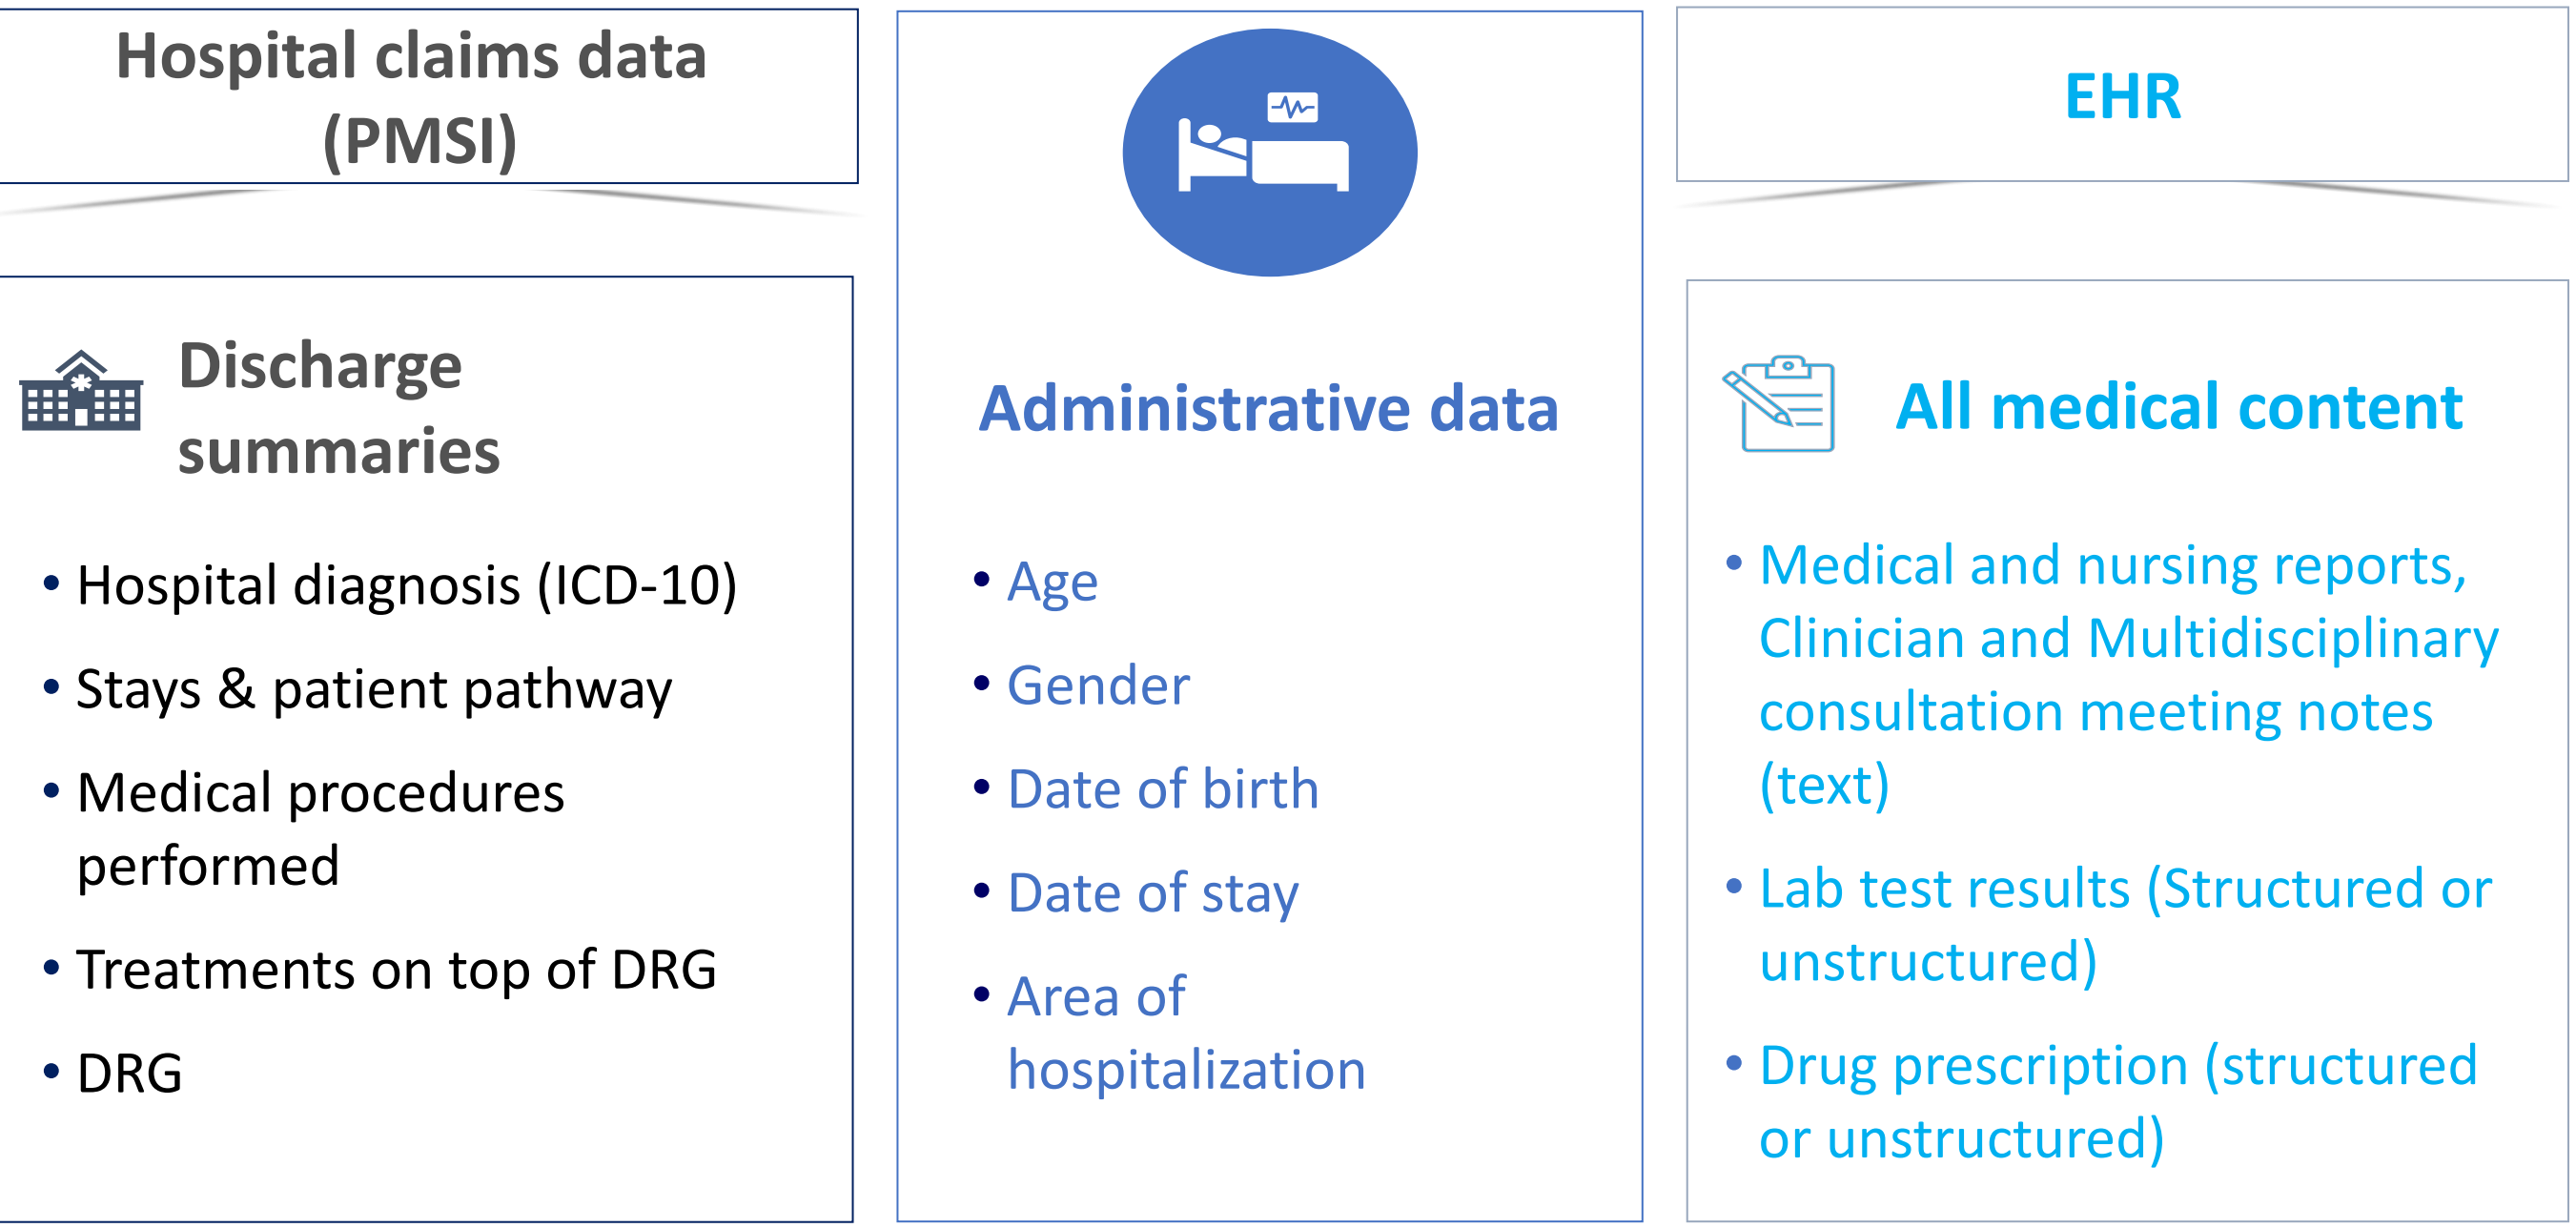 Hospital claims data
(PMSI)
Discharge
summaries
• Hospital diagnosis (ICD-10)
• Stays & patient pathway
• Medical procedures
performed
• Treatments on top of DRG
• DRG
Administrative data
• Age
• Gender
• Date of birth
• Date of stay
• Area of
hospitalization
EHR
All medical content
• Medical and nursing reports,
Clinician and Multidisciplinary
consultation meeting notes
(text)
• Lab test results (Structured or
unstructured)
• Drug prescription (structured
or unstructured)